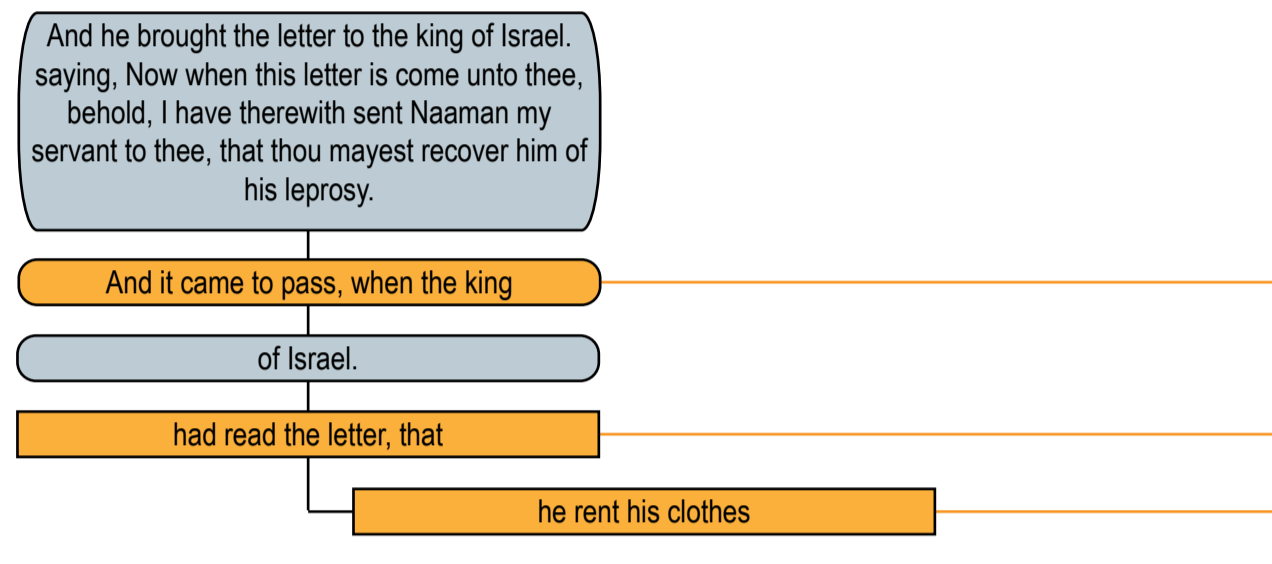 And he brought the letter to the king of Israel.
saying, Now when this letter is come unto thee,
behold, I have therewith sent Naaman my
servant to thee, that thou mayest recover him of
his leprosy.
And it came to pass, when the king
of Israel.
had read the letter, that
he rent his clothes